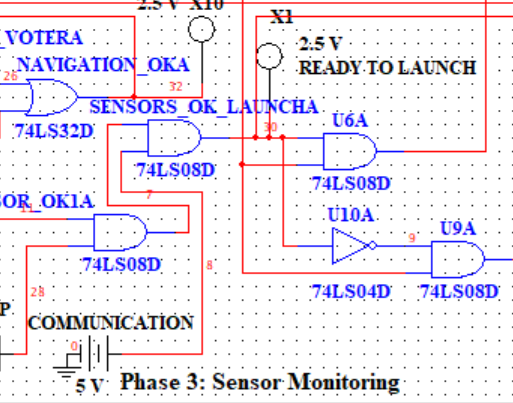 2.5 V X10
X1
_VOTERA
2.5 V
26
NAVIGATION_OKA
READY TO LAUNCH
32
SENSORS_OK_LAUNCHA
U6A
74LS32D
30
74LS08D
74LS08D
7
SOR_OK1A
11
U10A
9
U9A
74LS08D
8
28
74LS04D
74LS08D
P
COMMUNICATION
0
5 V
Phase 3: Sensor Monitoring